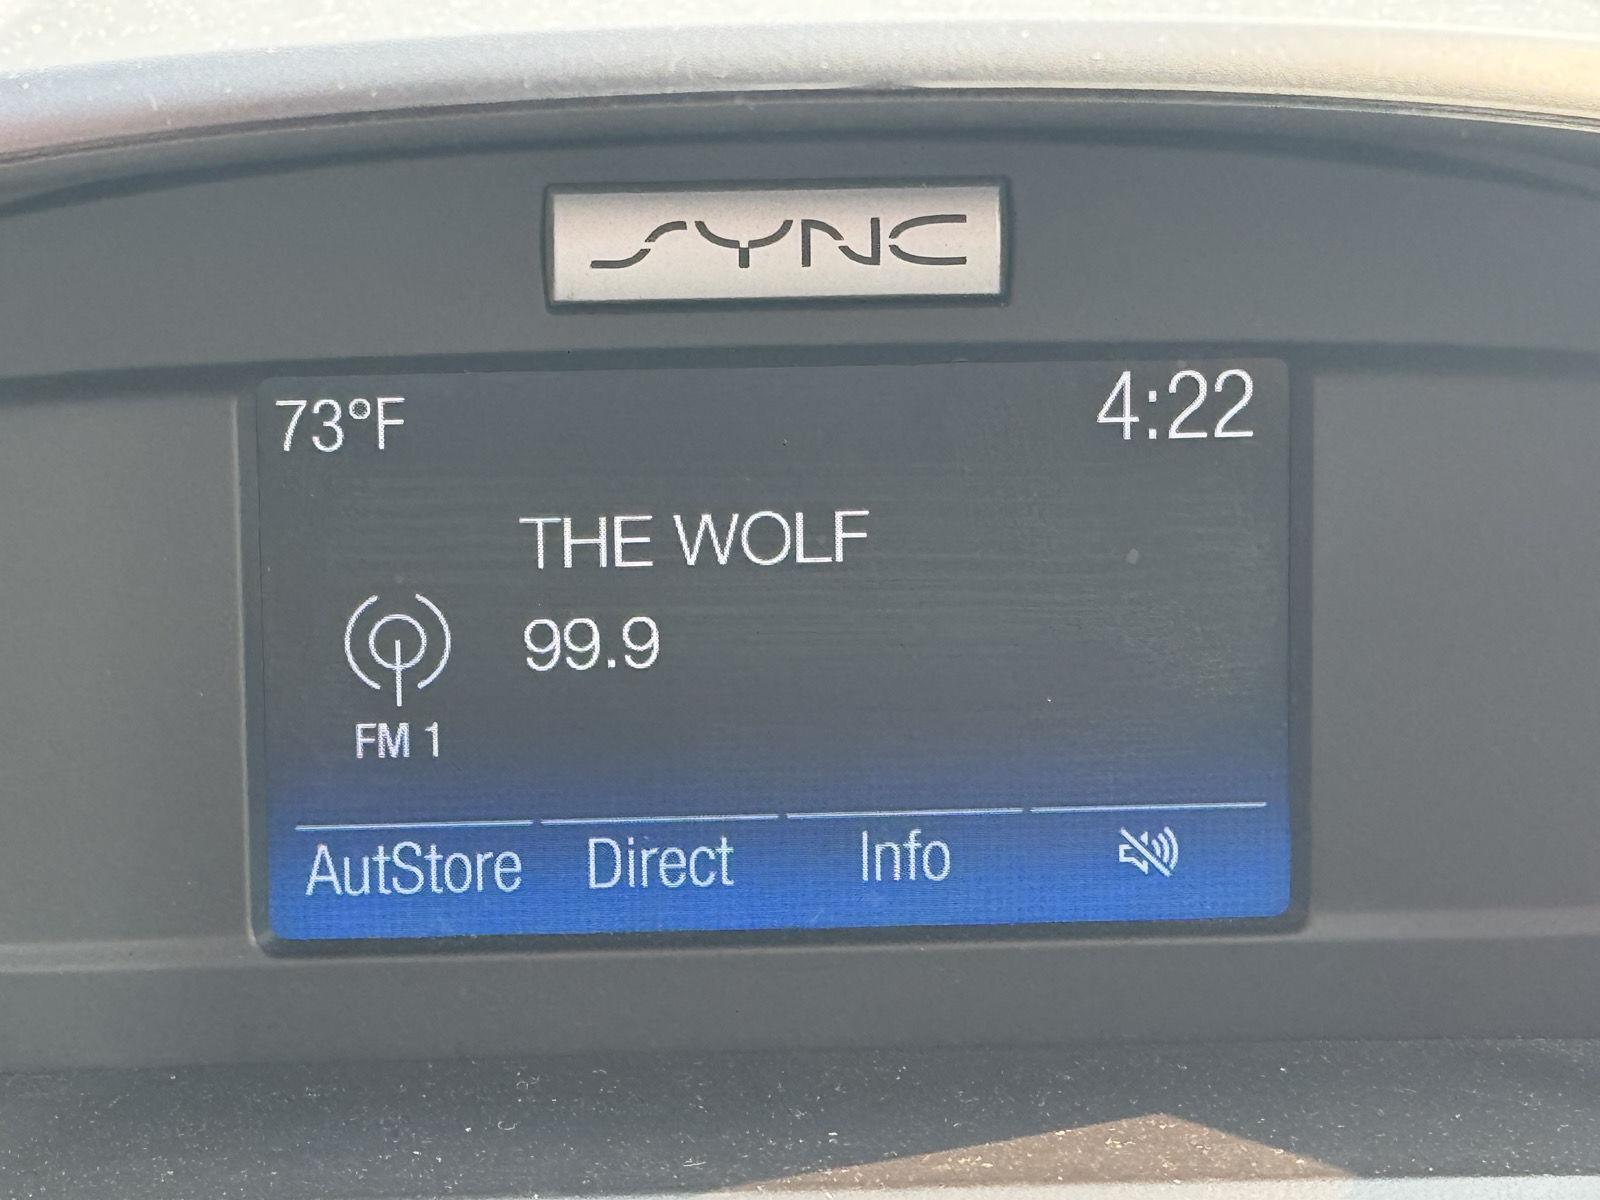 SYNC
73°F
4:22
THE WOLF
99.9
FM 1
AutStore
Direct
Info